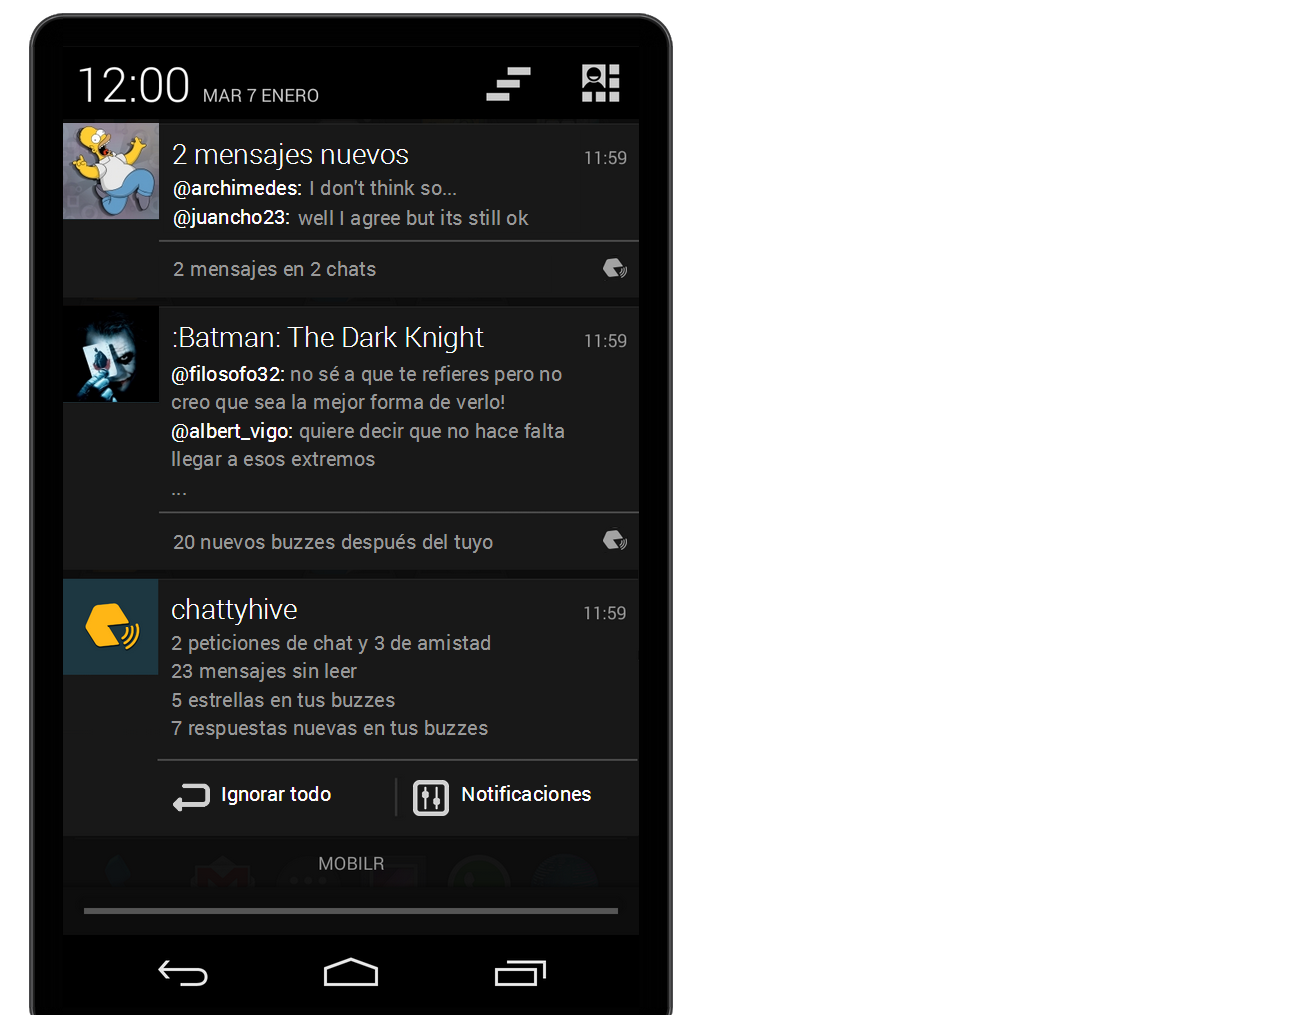 12:00 MAR 7 ENERO
2 mensajes nuevos 11:59
@archimedes: I don't think so...
@juancho23: well I agree but its still ok
2 mensajes en 2 chats
:Batman: The Dark Knight 11:59
@filosofo32: no sé a que te refieres pero no
creo que sea la mejor forma de verlo!
@albert_vigo: quiere decir que no hace falta
llegar a esos extremos
...
20 nuevos buzzes después del tuyo
chattyhive 11:59
2 peticiones de chat y 3 de amistad
23 mensajes sin leer
5 estrellas en tus buzzes
7 respuestas nuevas en tus buzzes
Ignorar todo Notificaciones
MOBILR